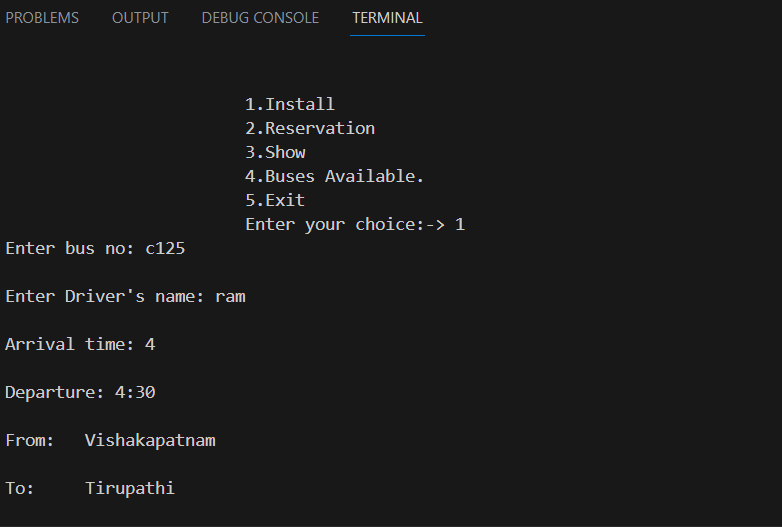 PROBLEMS OUTPUT DEBUG CONSOLE TERMINAL
1.Install
2.Reservation
3.Show
4.Buses Available.
5.Exit
Enter your choice:-> 1
Enter bus no: c125
Enter Driver's name: ram
Arrival time: 4
Departure: 4:30
From: Vishakapatnam
To: Tirupathi